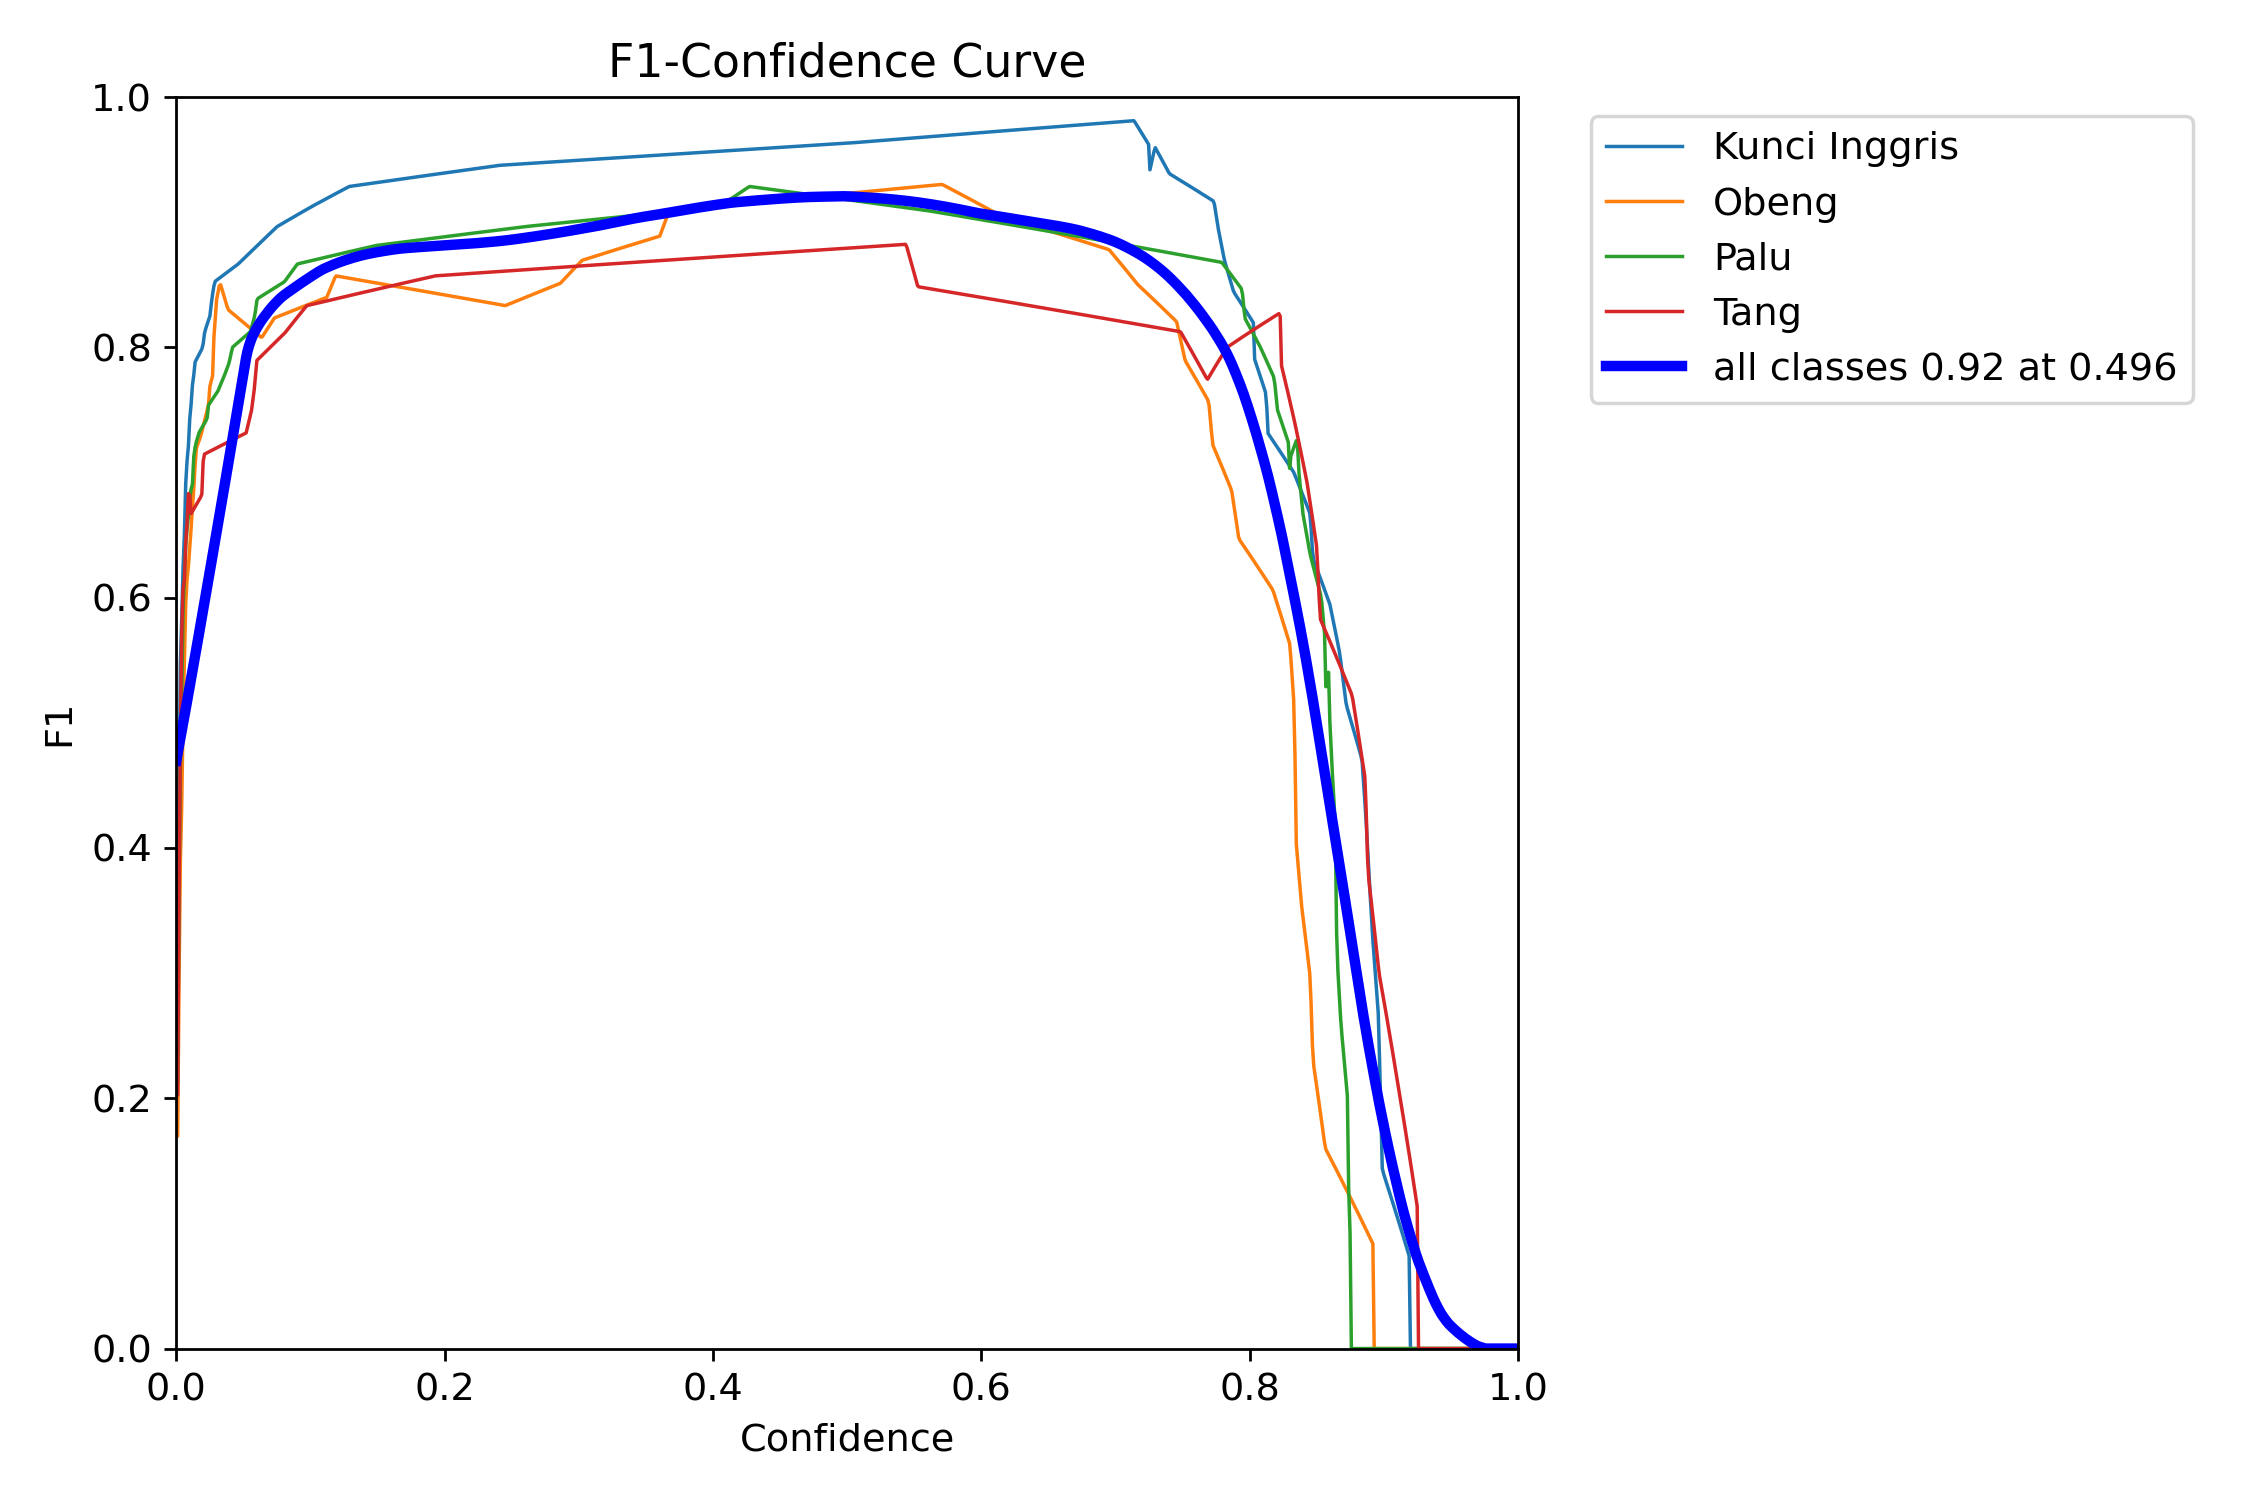 F1-Confidence Curve
1.0
0.8
0.6
0.4
0.2
0.0
F1
0.0 0.2 0.4 0.6 0.8 1.0
Confidence
Kunci Inggris
Obeng
Palu
Tang
all classes 0.92 at 0.496